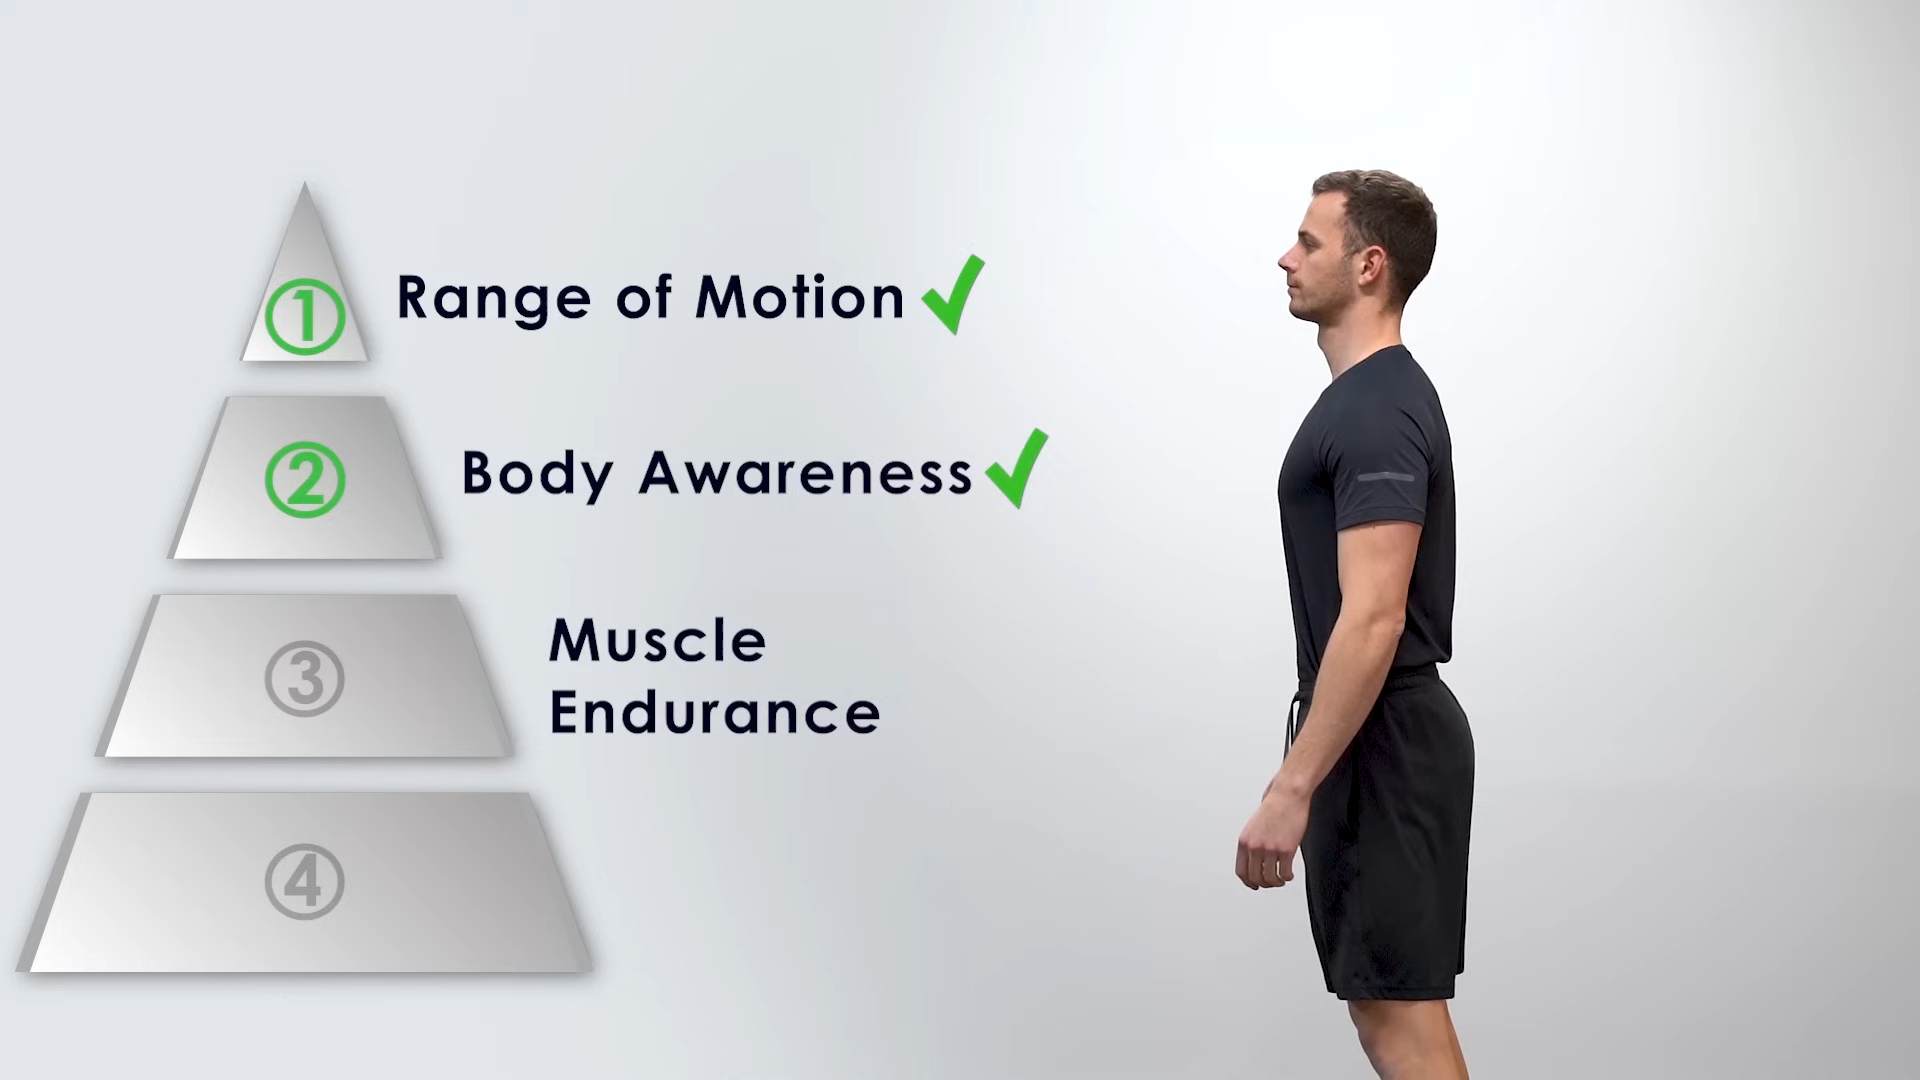 ①
Range of Motion
②
Body Awareness
③
Muscle
Endurance
④